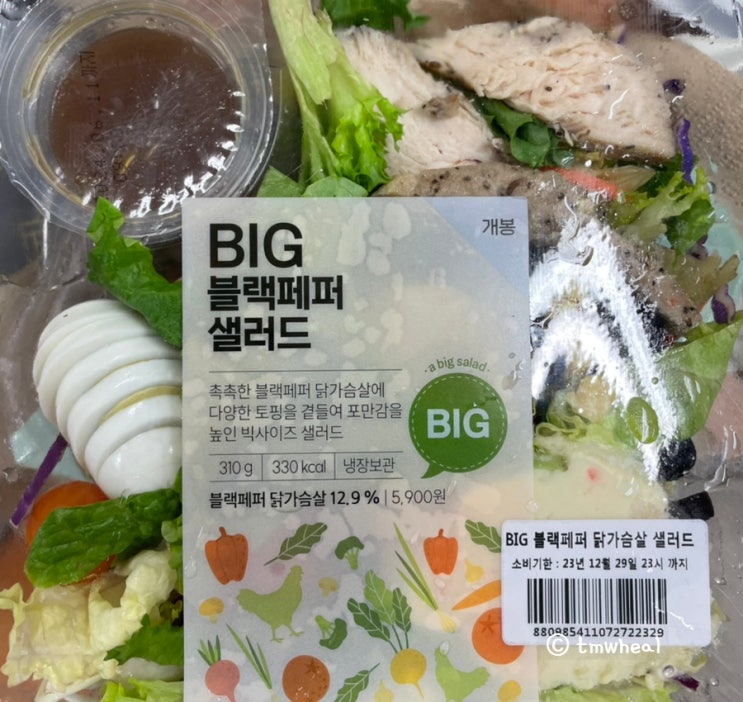 BIG
블랙페퍼
샐러드
개봉
촉촉한 블랙페퍼 닭가슴살에
다양한 토핑을 곁들여 포만감을
높인 빅사이즈 샐러드
310 g | 330 kcal | 냉장보관
블랙페퍼 닭가슴살 12.9 % | 5,900원
·a big salad·
BIG
BIG 블랙페퍼 닭가슴살 샐러드
소비기한 : 23년 12월 29일 23시 까지
880985411072722329
© tmwheal